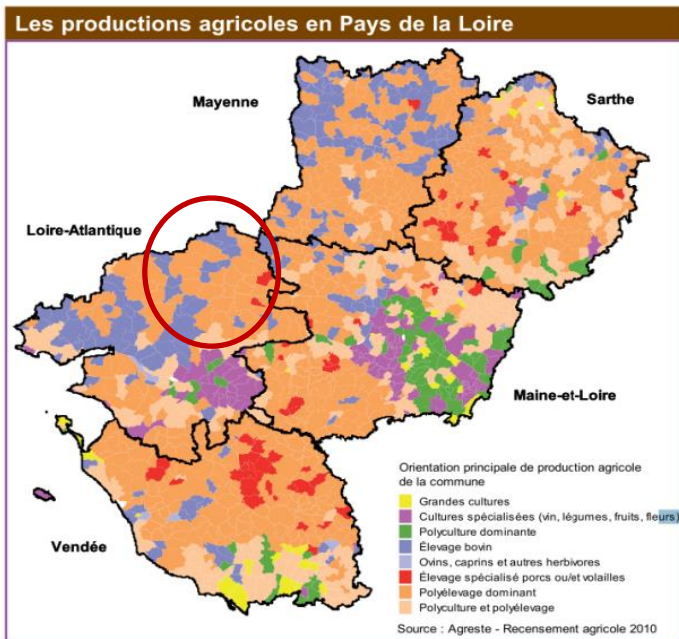 Les productions agricoles en Pays de la Loire
Mayenne
Sarthe
Loire-Atlantique
Maine-et-Loire
Vendée
Orientation principale de production agricole
de la commune
Grandes cultures
Cultures spécialisées (vin, légumes, fruits, fleurs)
Polyculture dominante
Élevage bovin
Ovins, caprins et autres herbivores
Élevage spécialisé porcs ou/et volailles
Polyélevage dominant
Polyculture et polyélevage
Source : Agreste - Recensement agricole 2010